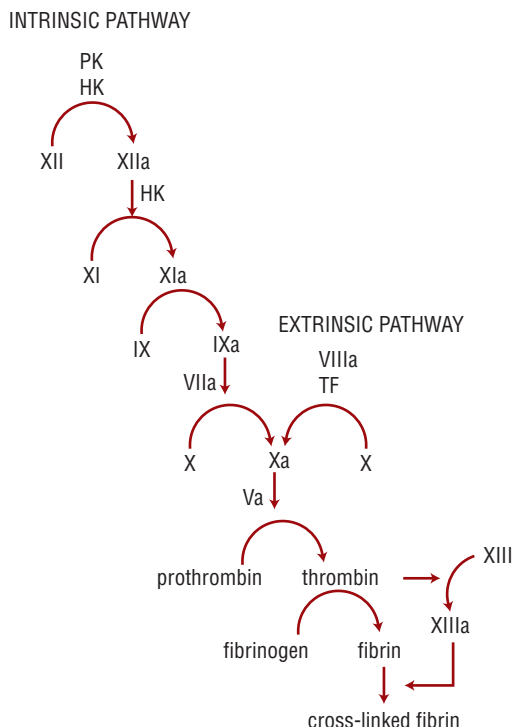 INTRINSIC PATHWAY
PK
HK
XII
XIIa
HK
XI
XIa
IX
IXa
EXTRINSIC PATHWAY
VIIIa
TF
VIIa
X
Xa
X
Va
prothrombin
thrombin
XIII
XIIIa
fibrinogen
fibrin
cross-linked fibrin